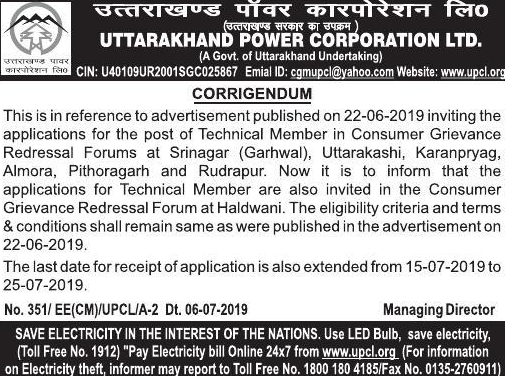 उत्तराखण्ड पॉवर कारपोरेशन लि0
(उत्तराखण्ड सरकार का उपक्रम)
UTTARAKHAND POWER CORPORATION LTD.
(A Govt. of Uttarakhand Undertaking)
उत्तराखण्ड पावर
कारपोरेशन लि0
CIN: U40109UR2001SGC025867 Emial ID: cgmupcl@yahoo.com Website: www.upcl.org
CORRIGENDUM
This is in reference to advertisement published on 22-06-2019 inviting the
applications for the post of Technical Member in Consumer Grievance
Redressal Forums at Srinagar (Garhwal), Uttarakashi, Karanpryag,
Almora, Pithoragarh and Rudrapur. Now it is to inform that the
applications for Technical Member are also invited in the Consumer
Grievance Redressal Forum at Haldwani. The eligibility criteria and terms
& conditions shall remain same as were published in the advertisement on
22-06-2019.
The last date for receipt of application is also extended from 15-07-2019 to
25-07-2019.
No. 351/ EE(CM)/UPCL/A-2 Dt. 06-07-2019 Managing Director
SAVE ELECTRICITY IN THE INTEREST OF THE NATIONS. Use LED Bulb, save electricity,
(Toll Free No. 1912) "Pay Electricity bill Online 24x7 from www.upcl.org (For information
on Electricity theft, informer may report to Toll Free No. 1800 180 4185/Fax No. 0135-2760911)